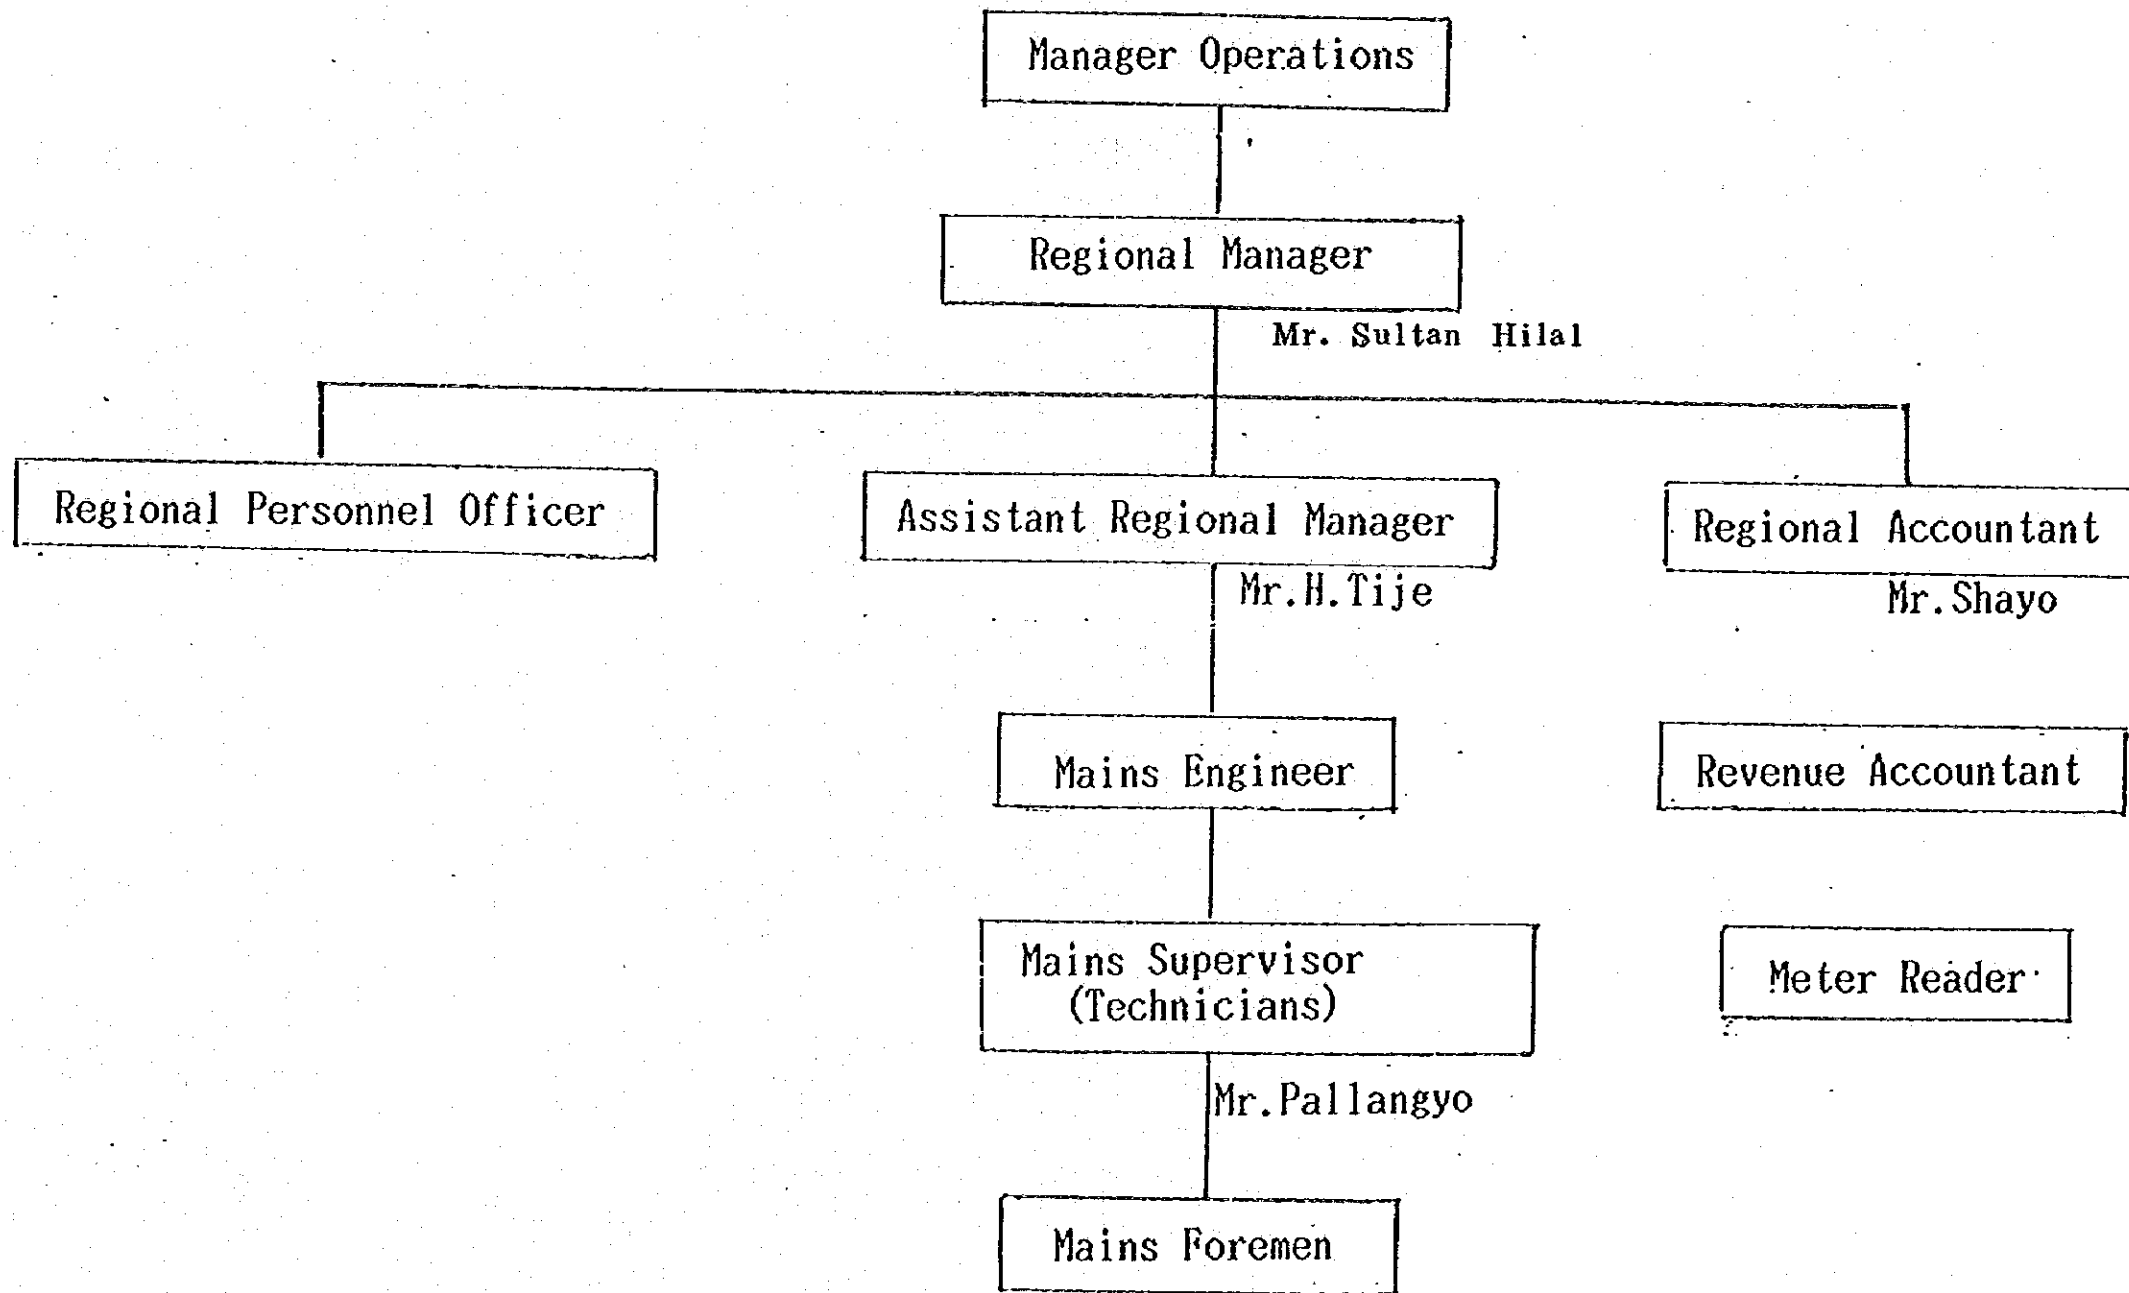 Manager Operations
Regional Manager
Mr. Sultan Hilal
Regional Personnel Officer
Assistant Regional Manager
Regional Accountant
Mr.H.Tije
Mr.Shayo
Mains Engineer
Revenue Accountant
Mains Supervisor
(Technicians)
Meter Reader
Mr.Pallangyo
Mains Foremen